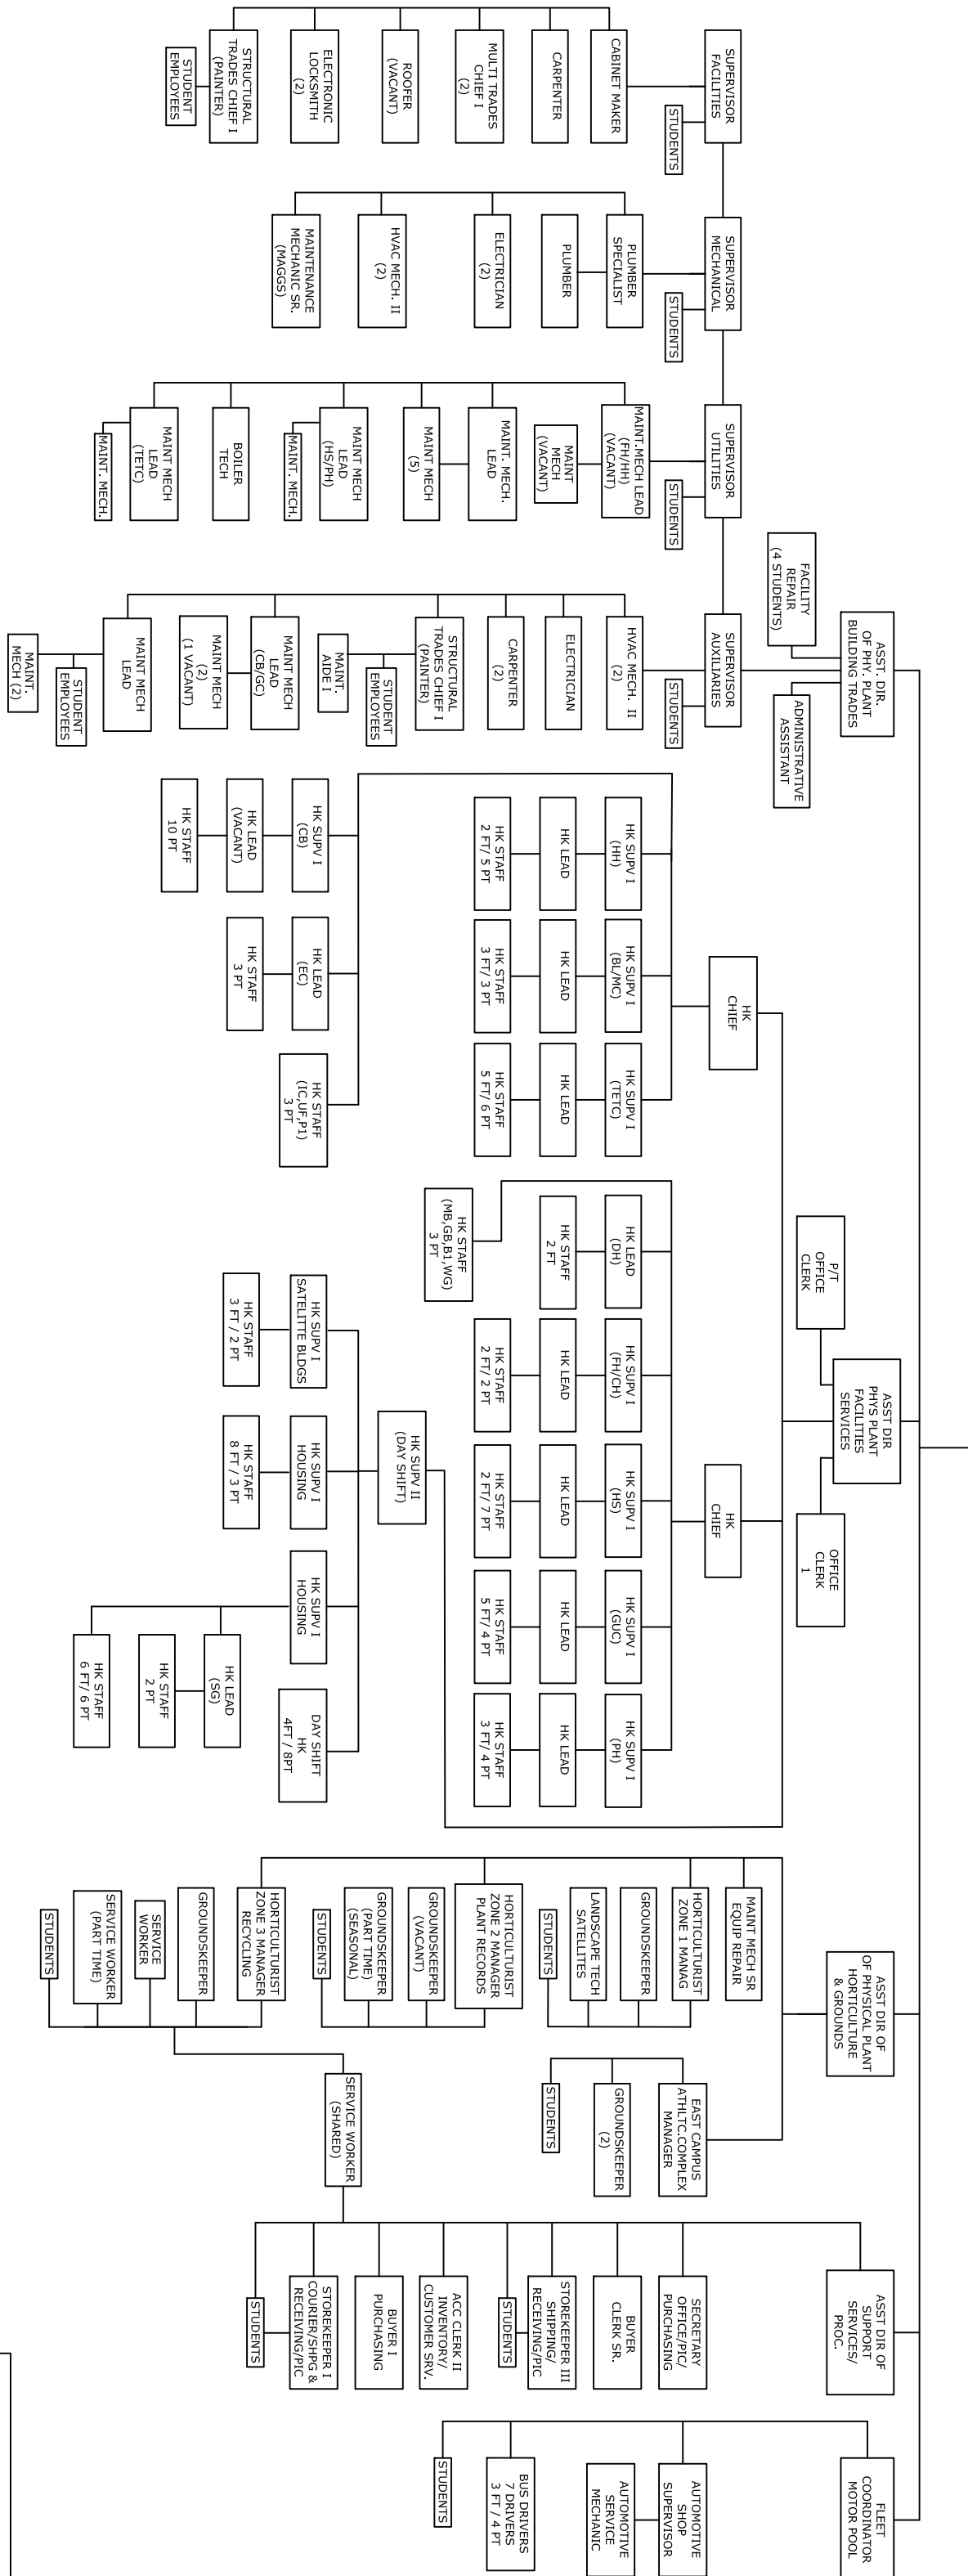 ASST. DIR.
OF PHY. PLANT
BUILDING TRADES
FACILITY
REPAIR
(4 STUDENTS)
ADMINISTRATIVE
ASSISTANT
SUPERVISOR
FACILITIES
STUDENTS
CABINET MAKER
CARPENTER
MULTI TRADES
CHIEF I
(2)
ROOFER
(VACANT)
ELECTRONIC
LOCKSMITH
(2)
STRUCTURAL
TRADES CHIEF I
(PAINTER)
STUDENT
EMPLOYEES
SUPERVISOR
MECHANICAL
STUDENTS
PLUMBER
SPECIALIST
PLUMBER
ELECTRICIAN
(2)
HVAC MECH. II
(2)
MAINTENANCE
MECHANIC SR.
(MAGGS)
SUPERVISOR
UTILITIES
STUDENTS
MAINT.MECH LEAD
(FH/HH)
(VACANT)
MAINT
MECH
(VACANT)
MAINT. MECH.
LEAD
MAINT MECH
(5)
MAINT MECH
LEAD
(HS/PH)
MAINT. MECH.
BOILER
TECH
MAINT MECH
LEAD
(TETC)
MAINT. MECH.
SUPERVISOR
AUXILIARIES
STUDENTS
HVAC MECH. II
(2)
ELECTRICIAN
CARPENTER
(2)
STRUCTURAL
TRADES CHIEF I
(PAINTER)
STUDENT
EMPLOYEES
MAINT.
AIDE I
MAINT MECH
LEAD
(CB/GC)
MAINT MECH
(2)
(1 VACANT)
MAINT MECH
LEAD
STUDENT
EMPLOYEES
MAINT.
MECH (2)
ASST DIR
PHYS PLANT
FACILITIES
SERVICES
P/T
OFFICE
CLERK
OFFICE
CLERK
1
HK
CHIEF
HK SUPV I
(HH)
HK LEAD
HK STAFF
2 FT/ 5 PT
HK SUPV I
(BL/MC)
HK LEAD
HK STAFF
3 FT/ 3 PT
HK SUPV I
(TETC)
HK LEAD
HK STAFF
5 FT/ 6 PT
HK SUPV I
(CB)
HK LEAD
(VACANT)
HK STAFF
10 PT
HK LEAD
(EC)
HK STAFF
3 PT
HK STAFF
(IC,UF,P1)
3 PT
HK
CHIEF
HK LEAD
(DH)
HK STAFF
2 FT
HK STAFF
(MB,GB,B1,WG)
3 PT
HK SUPV I
(FH/CH)
HK LEAD
HK STAFF
2 FT/ 2 PT
HK SUPV I
(HS)
HK LEAD
HK STAFF
2 FT/ 7 PT
HK SUPV I
(GUC)
HK LEAD
HK STAFF
5 FT/ 4 PT
HK SUPV I
(PH)
HK LEAD
HK STAFF
3 FT/ 4 PT
HK SUPV II
(DAY SHIFT)
HK SUPV I
SATELITTE BLDGS
HK STAFF
3 FT / 2 PT
HK SUPV I
HOUSING
HK STAFF
8 FT / 3 PT
HK SUPV I
HOUSING
HK LEAD
(SG)
HK STAFF
2 PT
HK STAFF
6 FT/ 6 PT
DAY SHIFT
HK
4FT / 8PT
ASST DIR OF
OF PHYSICAL PLANT
HORTICULTURE
& GROUNDS
MAINT MECH SR
EQUIP REPAIR
HORTICULTURIST
ZONE 1 MANAG
GROUNDSKEEPER
LANDSCAPE TECH
SATELLITES
STUDENTS
HORTICULTURIST
ZONE 2 MANAGER
PLANT RECORDS
GROUNDSKEEPER
(VACANT)
GROUNDSKEEPER
(PART TIME)
(SEASONAL)
STUDENTS
HORTICULTURIST
ZONE 3 MANAGER
RECYCLING
GROUNDSKEEPER
SERVICE
WORKER
SERVICE WORKER
(PART TIME)
STUDENTS
EAST CAMPUS
ATHLTC.COMPLEX
MANAGER
GROUNDSKEEPER
(2)
STUDENTS
SERVICE WORKER
(SHARED)
ASST DIR OF
SUPPORT
SERVICES/
PROC.
SECRETARY
OFFICE/PIC/
PURCHASING
BUYER
CLERK SR.
STOREKEEPER III
SHIPPING/
RECEIVING/PIC
STUDENTS
ACC CLERK II
INVENTORY/
CUSTOMER SRV.
BUYER I
PURCHASING
STOREKEEPER I
COURIER/SHPG &
RECEIVING/PIC
STUDENTS
FLEET
COORDINATOR
MOTOR POOL
AUTOMOTIVE
SHOP
SUPERVISOR
AUTOMOTIVE
SERVICE
MECHANIC
BUS DRIVERS
7 DRIVERS
3 FT / 4 PT
STUDENTS